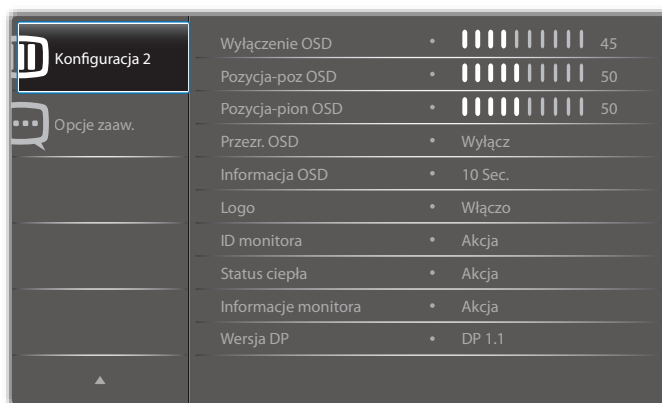 Konfiguracja 2
Opcje zaaw.
Wyłączenie OSD • 45
Pozycja-poz OSD • 50
Pozycja-pion OSD • 50
Przezr. OSD • Wyłącz
Informacja OSD • 10 Sec.
Logo • Włączo
ID monitora • Akcja
Status ciepła • Akcja
Informacje monitora • Akcja
Wersja DP • DP 1.1